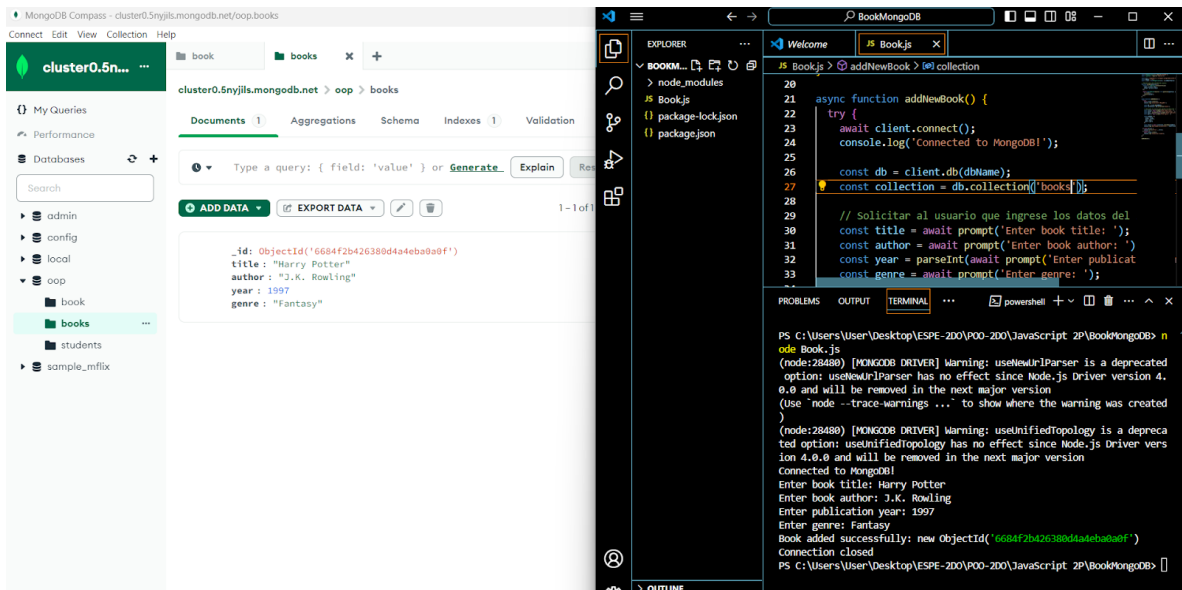 MongoDB Compass - cluster0.5nyjils.mongodb.net/oop.books
Connect Edit View Collection Help
cluster0.5n... ...
My Queries
Performance
Databases
Search
admin
config
local
oop
book
books ...
students
sample_mflix
book
books
cluster0.5nyjils.mongodb.net > oop > books
Documents 1 Aggregations Schema Indexes 1 Validation
Type a query: { field: 'value' } or Generate Explain Res
ADD DATA EXPORT DATA 1 – 1 of 1
_id: ObjectId('6684f2b426380d4a4eba0a0f')
title : "Harry Potter"
author : "J.K. Rowling"
year : 1997
genre : "Fantasy"
BookMongoDB
EXPLORER ...
BOOKM...
node_modules
JS Book.js
{} package-lock.json
{} package.json
OUTLINE
Welcome
JS Book.js
JS Book.js > addNewBook > collection
20
21 async function addNewBook() {
22 try {
23 await client.connect();
24 console.log('Connected to MongoDB!');
25
26 const db = client.db(dbName);
27 const collection = db.collection('books');
28
29 // Solicitar al usuario que ingrese los datos del
30 const title = await prompt('Enter book title: ');
31 const author = await prompt('Enter book author: ')
32 const year = parseInt(await prompt('Enter publicat
33 const genre = await prompt('Enter genre: ');
PROBLEMS OUTPUT TERMINAL ... powershell
PS C:\Users\User\Desktop\ESPE-2DO\POO-2DO\JavaScript 2P\BookMongoDB> n
ode Book.js
(node:28480) [MONGODB DRIVER] Warning: useNewUrlParser is a deprecated
option: useNewUrlParser has no effect since Node.js Driver version 4.
0.0 and will be removed in the next major version
(Use `node --trace-warnings ...` to show where the warning was created
)
(node:28480) [MONGODB DRIVER] Warning: useUnifiedTopology is a depreca
ted option: useUnifiedTopology has no effect since Node.js Driver vers
ion 4.0.0 and will be removed in the next major version
Connected to MongoDB!
Enter book title: Harry Potter
Enter book author: J.K. Rowling
Enter publication year: 1997
Enter genre: Fantasy
Book added successfully: new ObjectId('6684f2b426380d4a4eba0a0f')
Connection closed
PS C:\Users\User\Desktop\ESPE-2DO\POO-2DO\JavaScript 2P\BookMongoDB>